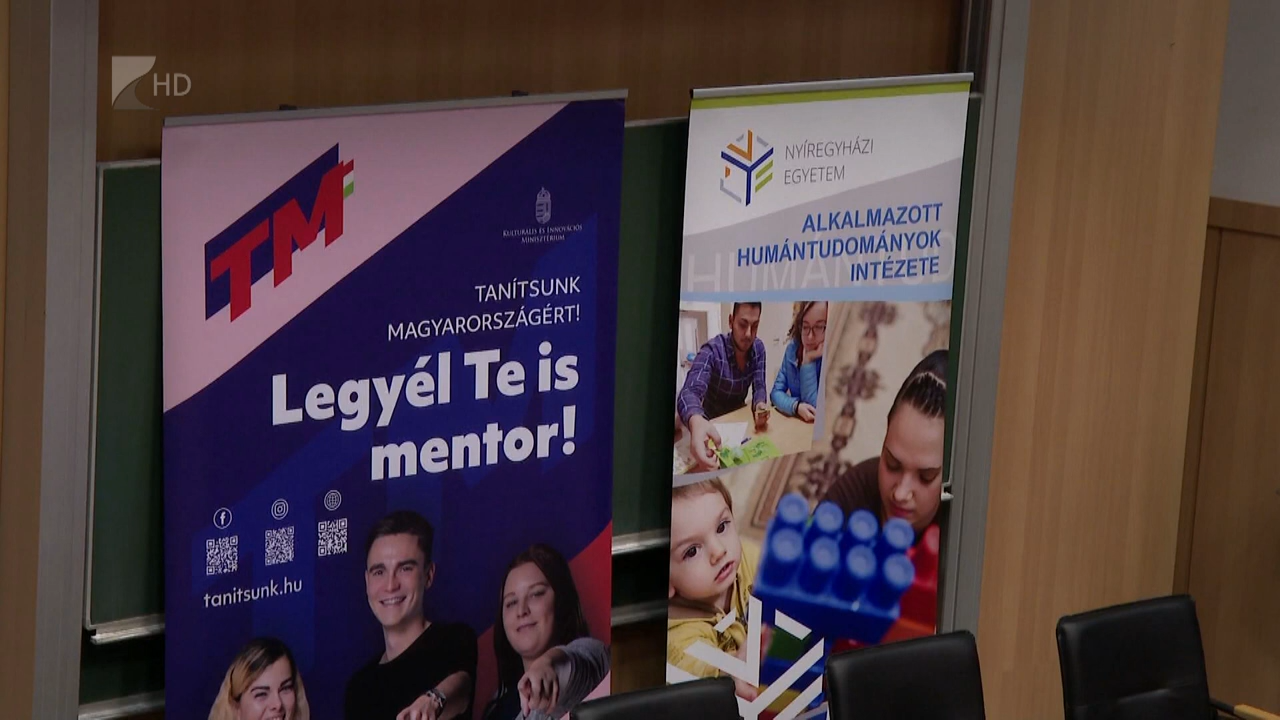 HD
TM
KULTURÁLIS ÉS INNOVÁCIÓS
MINISZTÉRIUM
TANÍTSUNK
MAGYARORSZÁGÉRT!
Legyél Te is
mentor!
tanitsunk.hu
NYÍREGYHÁZI
EGYETEM
ALKALMAZOTT
HUMÁNTUDOMÁNYOK
INTÉZETE